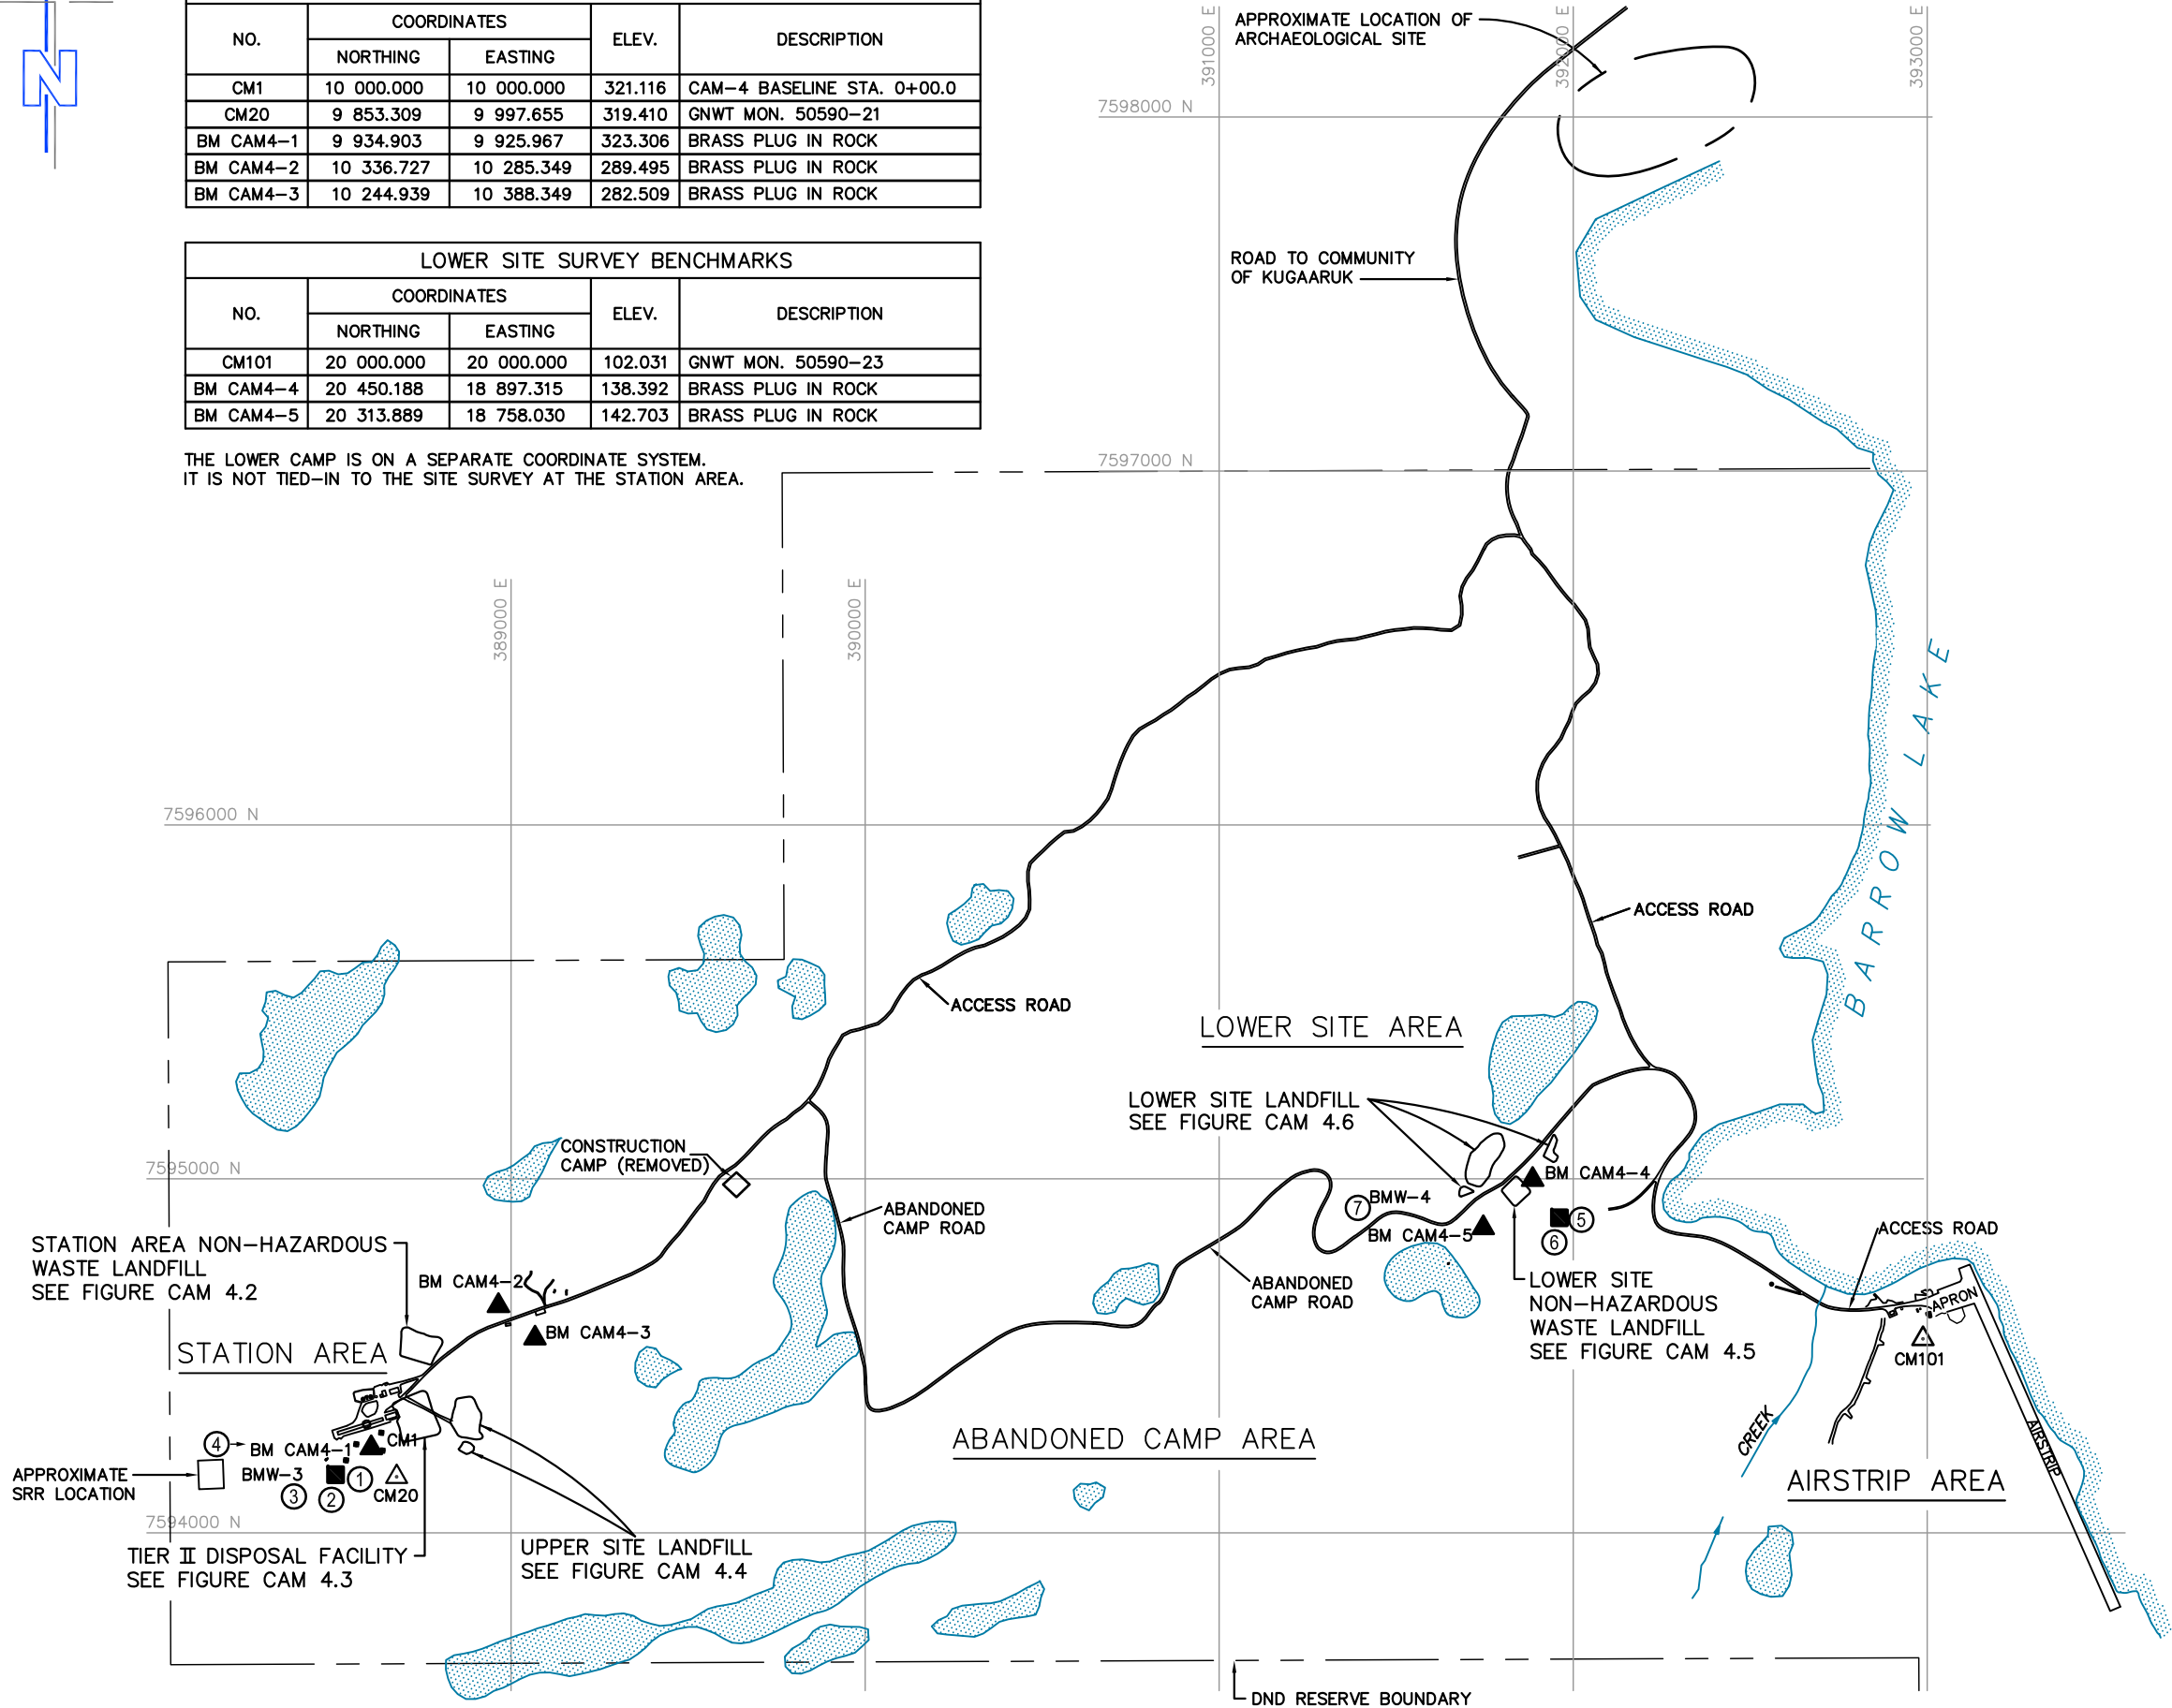 N
NO.
COORDINATES
ELEV.
DESCRIPTION
NORTHING
EASTING
CM1 10 000.000 10 000.000 321.116 CAM-4 BASELINE STA. 0+00.0
CM20 9 853.309 9 997.655 319.410 GNWT MON. 50590-21
BM CAM4-1 9 934.903 9 925.967 323.306 BRASS PLUG IN ROCK
BM CAM4-2 10 336.727 10 285.349 289.495 BRASS PLUG IN ROCK
BM CAM4-3 10 244.939 10 388.349 282.509 BRASS PLUG IN ROCK
LOWER SITE SURVEY BENCHMARKS
NO.
COORDINATES
ELEV.
DESCRIPTION
NORTHING
EASTING
CM101 20 000.000 20 000.000 102.031 GNWT MON. 50590-23
BM CAM4-4 20 450.188 18 897.315 138.392 BRASS PLUG IN ROCK
BM CAM4-5 20 313.889 18 758.030 142.703 BRASS PLUG IN ROCK
THE LOWER CAMP IS ON A SEPARATE COORDINATE SYSTEM.
IT IS NOT TIED-IN TO THE SITE SURVEY AT THE STATION AREA.
391000 E
392000 E
393000 E
APPROXIMATE LOCATION OF
ARCHAEOLOGICAL SITE
7598000 N
ROAD TO COMMUNITY
OF KUGAARUK
7597000 N
389000 E
390000 E
BARROW LAKE
7596000 N
ACCESS ROAD
ACCESS ROAD
LOWER SITE AREA
LOWER SITE LANDFILL
SEE FIGURE CAM 4.6
CONSTRUCTION
CAMP (REMOVED)
7595000 N
BM CAM4-4
7
BMW-4
BM CAM4-5
5
6
ABANDONED
CAMP ROAD
ACCESS ROAD
STATION AREA NON-HAZARDOUS
WASTE LANDFILL
SEE FIGURE CAM 4.2
BM CAM4-2
BM CAM4-3
ABANDONED
CAMP ROAD
LOWER SITE
NON-HAZARDOUS
WASTE LANDFILL
SEE FIGURE CAM 4.5
APRON
CM101
STATION AREA
4
BM CAM4-1
CM1
ABANDONED CAMP AREA
CREEK
AIRSTRIP
APPROXIMATE
SRR LOCATION
BMW-3
3
2
1
CM20
AIRSTRIP AREA
7594000 N
TIER II DISPOSAL FACILITY
SEE FIGURE CAM 4.3
UPPER SITE LANDFILL
SEE FIGURE CAM 4.4
DND RESERVE BOUNDARY